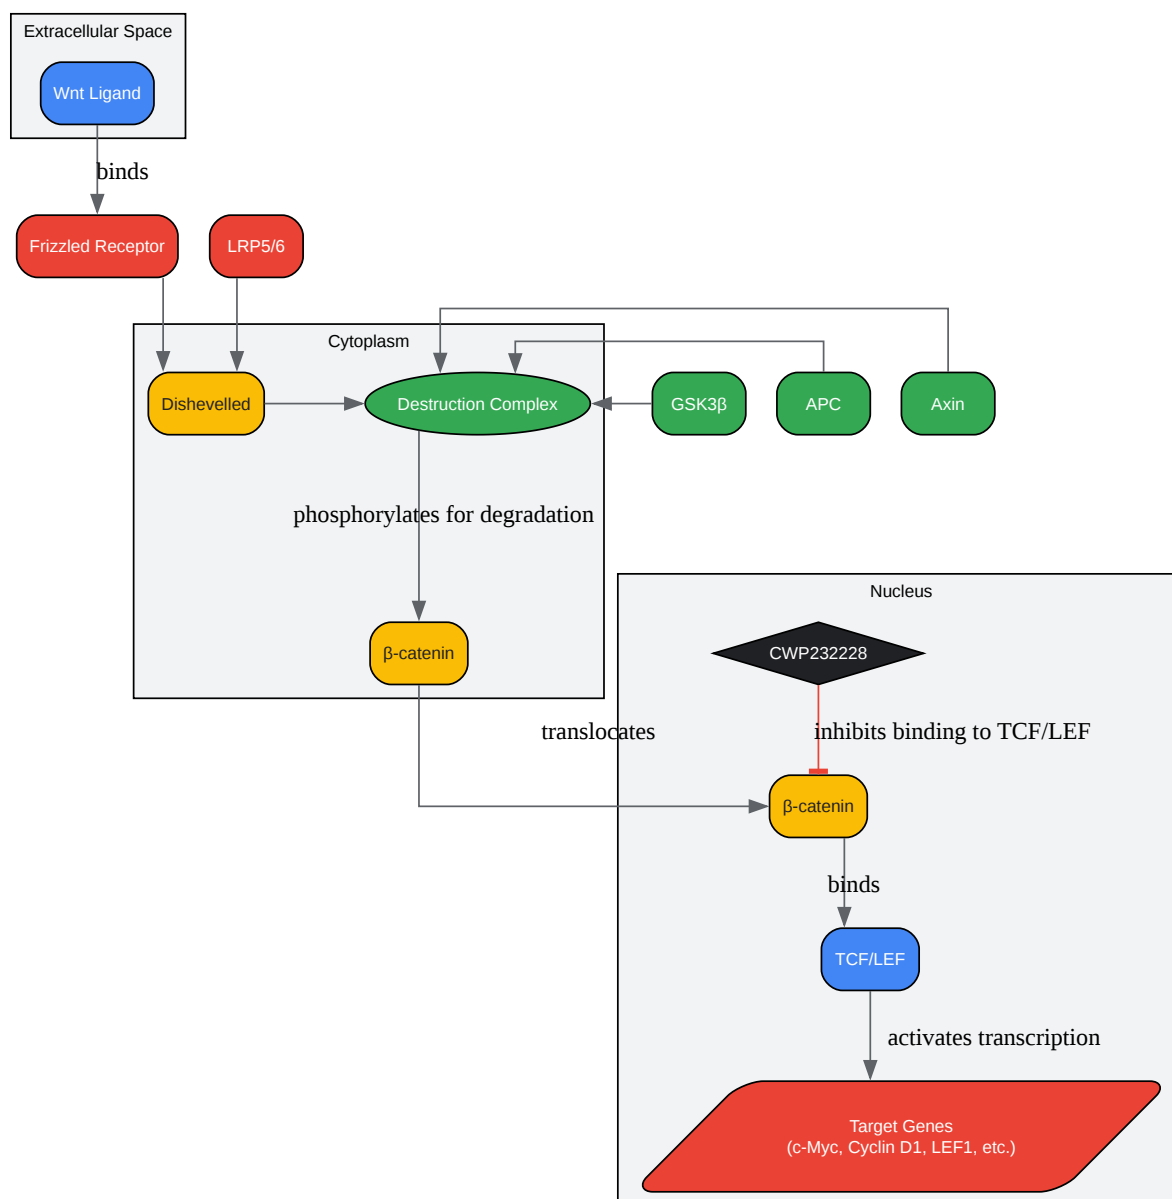 Extracellular Space
Wnt Ligand
binds
Frizzled Receptor
LRP5/6
Cytoplasm
Dishevelled
Destruction Complex
GSK3β
APC
Axin
phosphorylates for degradation
Nucleus
β-catenin
CWP232228
translocates
inhibits binding to TCF/LEF
β-catenin
binds
TCF/LEF
activates transcription
Target Genes
(c-Myc, Cyclin D1, LEF1, etc.)